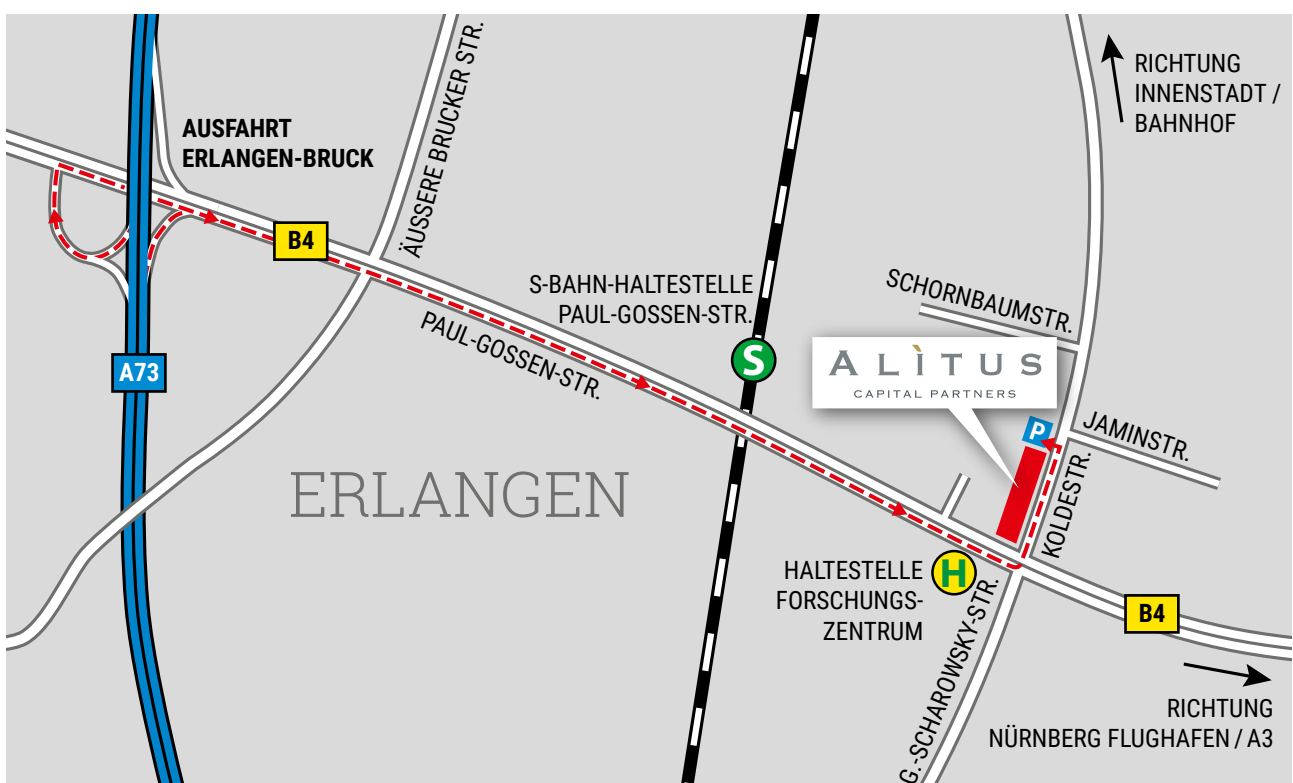 AUSFAHRT
ERLANGEN-BRUCK
ÄUSSERE BRUCKER STR.
RICHTUNG
INNENSTADT /
BAHNHOF
B4
S-BAHN-HALTESTELLE
PAUL-GOSSEN-STR.
S
SCHORNBAUMSTR.
PAUL-GOSSEN-STR.
A73
ALÌTUS
CAPITAL PARTNERS
P
JAMINSTR.
KOLDESTR.
ERLANGEN
HALTESTELLE
FORSCHUNGS-
ZENTRUM
H
B4
G.-SCHAROWSKY-STR.
RICHTUNG
NÜRNBERG FLUGHAFEN / A3